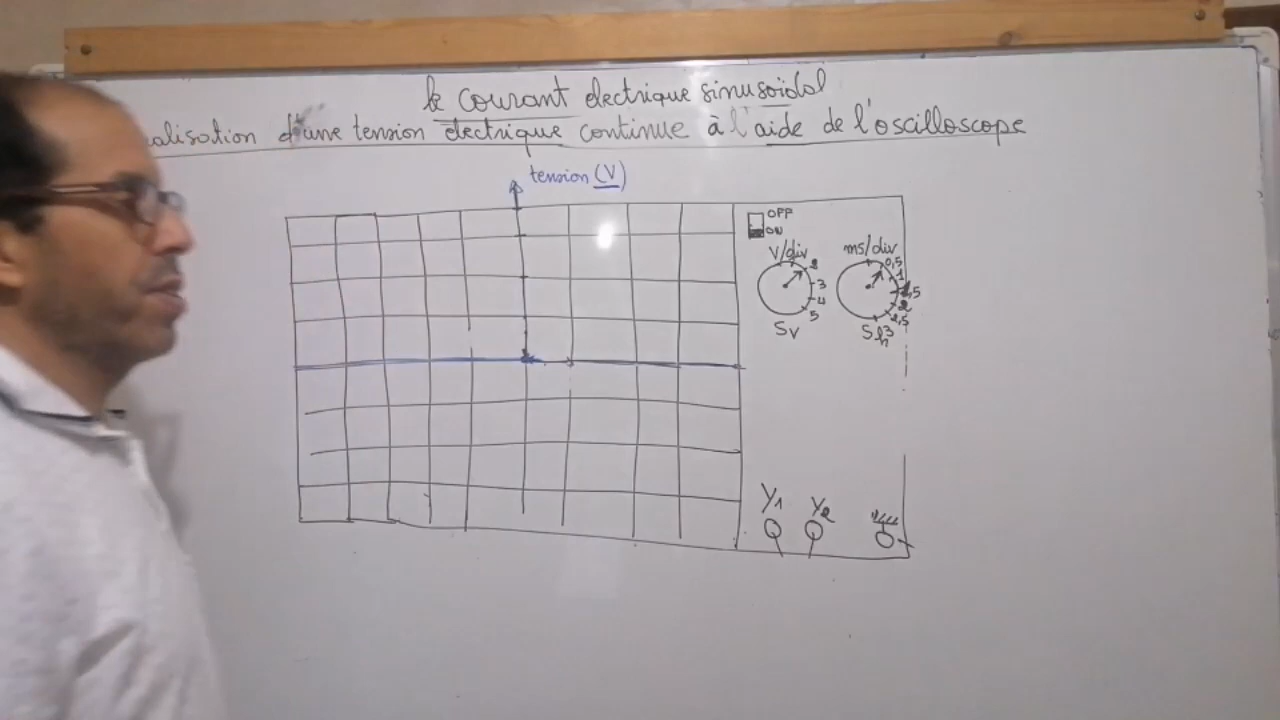 le courant electrique sinusoïdal
alisation d'une tension électrique continue à l'aide de l'oscilloscope
tension (V)
OFF
ON
V/div
2
3
4
5
Sv
ms/div
0,5
1
1,5
2
2,5
3
Sh
Y1
Y2